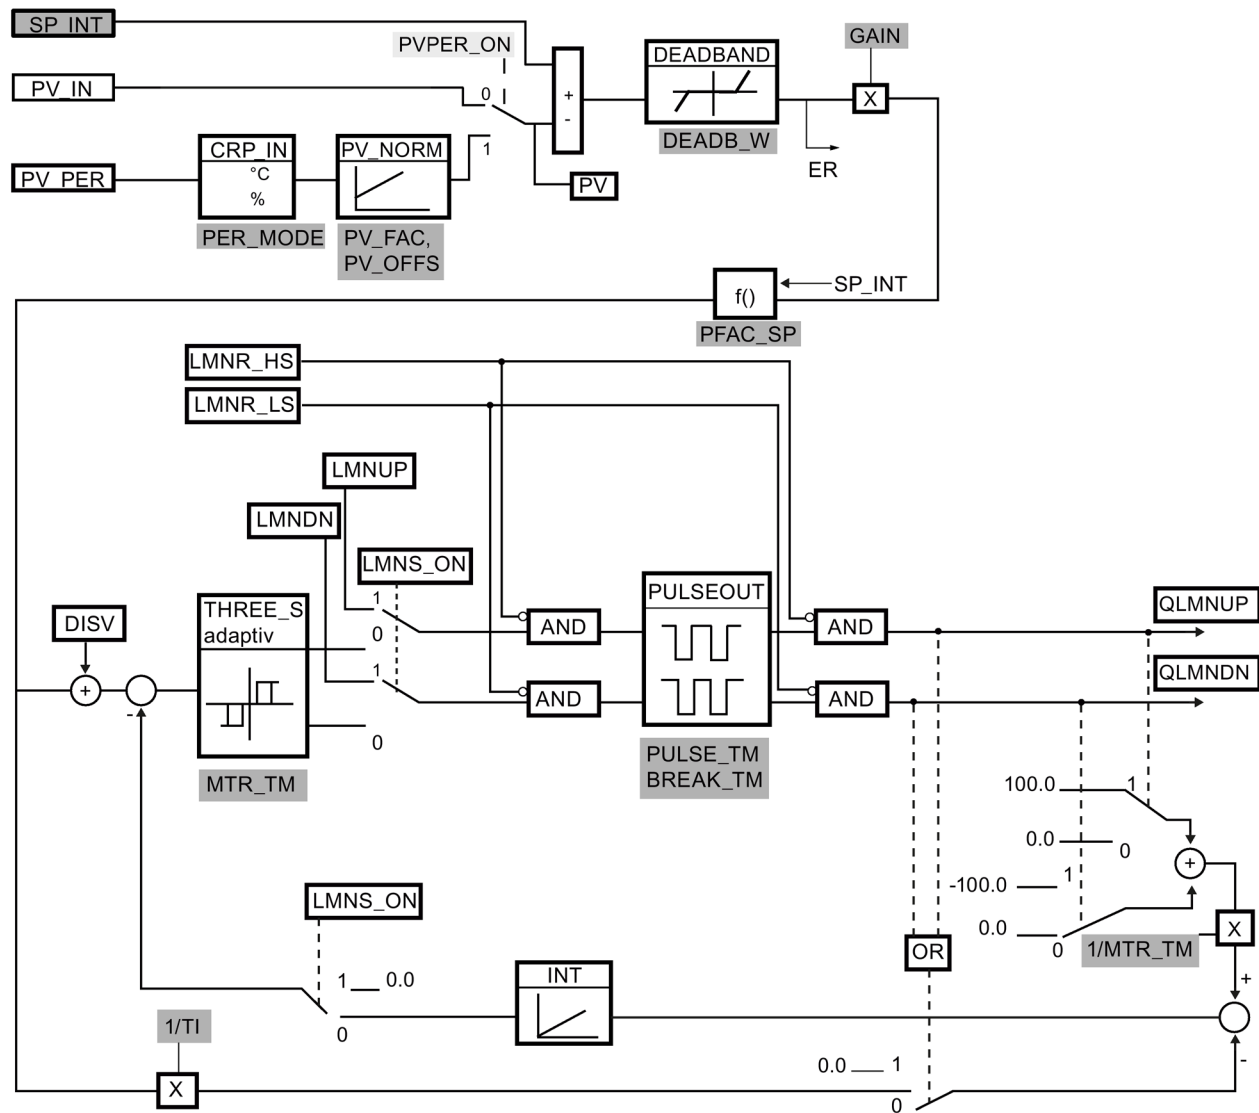 SP_INT
GAIN
PVPER_ON
DEADBAND
PV_IN
0
+
-
X
DEADB_W
1
CRP_IN
°C
%
PV_NORM
ER
PV_PER
PV
PER_MODE
PV_FAC,
PV_OFFS
f()
SP_INT
PFAC_SP
LMNR_HS
LMNR_LS
LMNUP
LMNDN
LMNS_ON
THREE_S
adaptiv
PULSEOUT
QLMNUP
1
0
AND
AND
DISV
1
QLMNDN
+
-
AND
AND
0
MTR_TM
PULSE_TM
BREAK_TM
100.0
1
0.0
0
+
-100.0
1
LMNS_ON
0.0
0
X
OR
1/MTR_TM
INT
1
0.0
+
1/TI
0
-
0.0
1
X
0